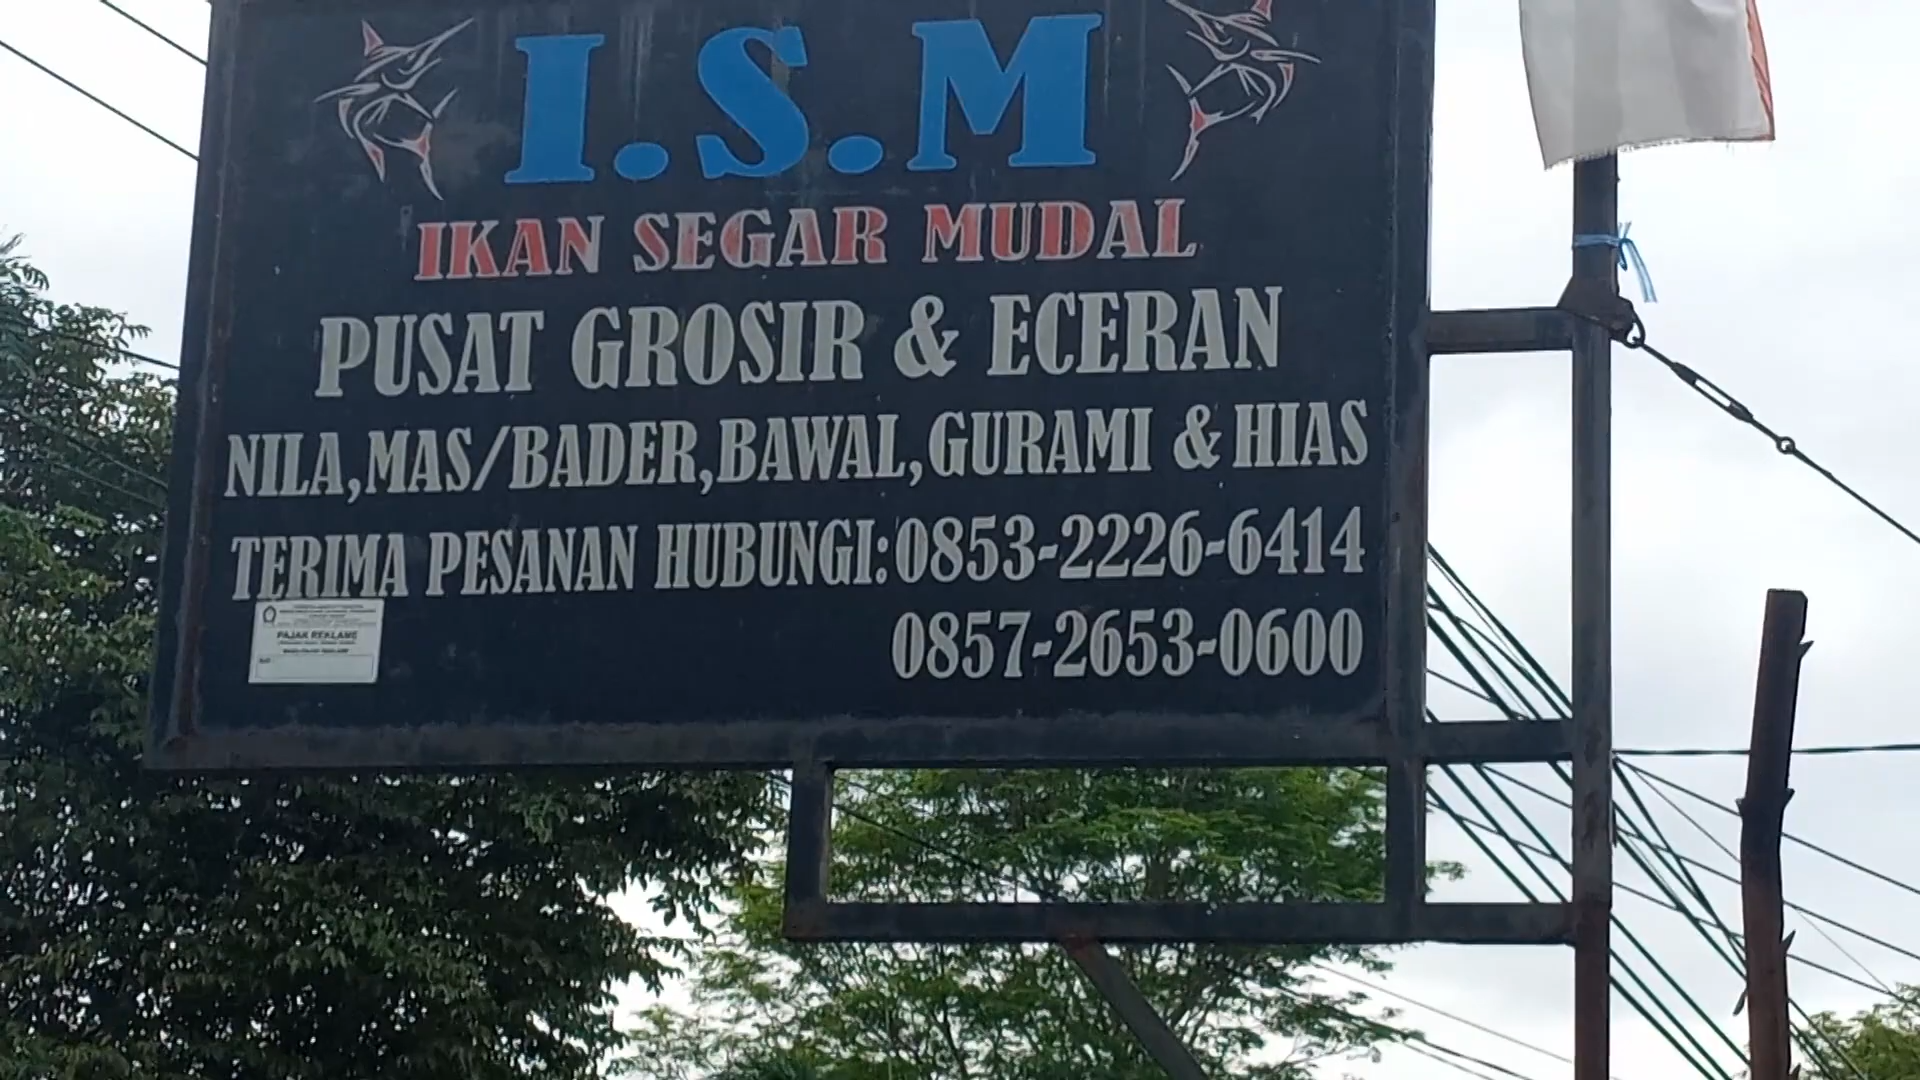 I.S.M
IKAN SEGAR MUDAL
PUSAT GROSIR & ECERAN
NILA,MAS/BADER,BAWAL,GURAMI & HIAS
TERIMA PESANAN HUBUNGI:0853-2226-6414
0857-2653-0600
PAJAK REKLAME